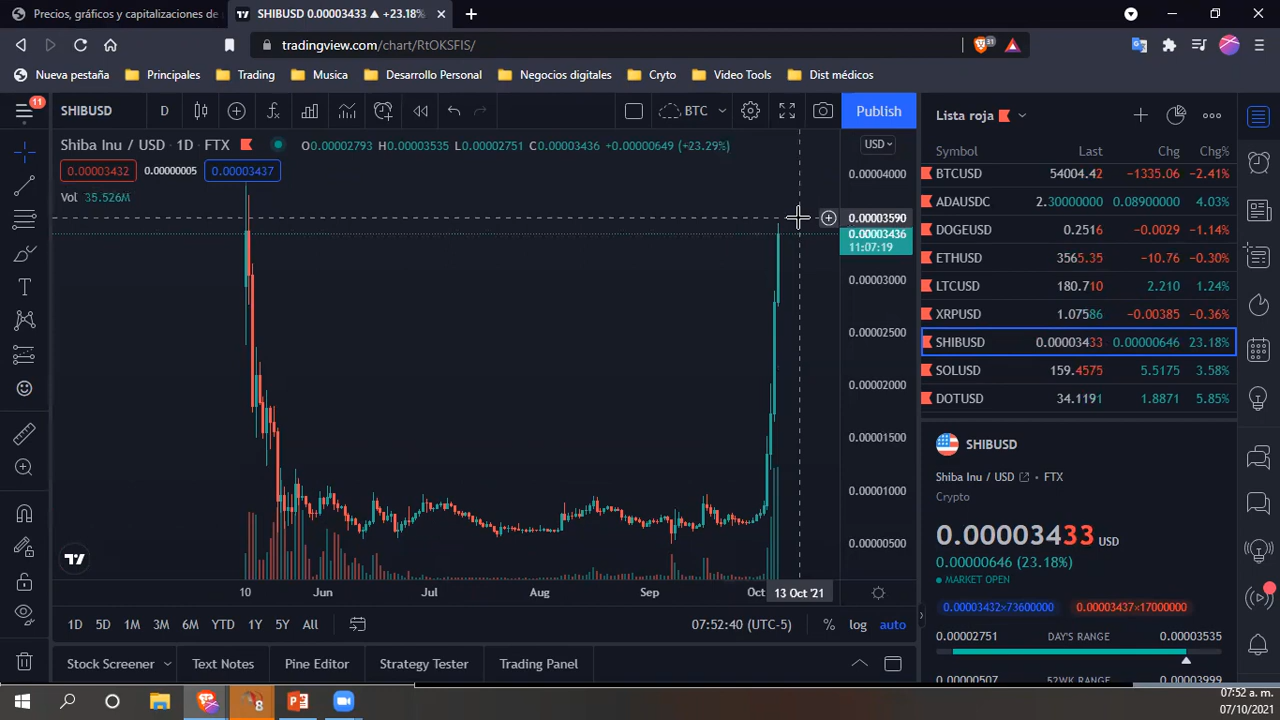 Precios, gráficos y capitalizaciones de
SHIBUSD 0.00003433 ▲ +23.18%
tradingview.com/chart/RtOKSFIS/
31
Nueva pestaña Principales Trading Musica Desarrollo Personal Negocios digitales Cryto Video Tools Dist médicos
11
SHIBUSD D BTC Publish
Shiba Inu / USD 1D FTX O0.00002793 H0.00003535 L0.00002751 C0.00003436 +0.00000649 (+23.29%)
USD
0.00003432 0.00000005 0.00003437
Vol 35.526M
0.00004000
0.00003590
0.00003436
11:07:19
0.00003000
0.00002500
0.00002000
0.00001500
0.00001000
0.00000500
10 Jun Jul Aug Sep Oct 13 Oct '21
1D 5D 1M 3M 6M YTD 1Y 5Y All 07:52:40 (UTC-5) % log auto
Stock Screener Text Notes Pine Editor Strategy Tester Trading Panel
Lista roja
Symbol Last Chg Chg%
BTCUSD 54004.42 −1335.06 −2.41%
ADAUSDC 2.30000000 0.08900000 4.03%
DOGEUSD 0.2516 −0.0029 −1.14%
ETHUSD 3565.35 −10.76 −0.30%
LTCUSD 180.710 2.210 1.24%
XRPUSD 1.07586 −0.00385 −0.36%
SHIBUSD 0.00003433 0.00000646 23.18%
SOLUSD 159.4575 5.5175 3.58%
DOTUSD 34.1191 1.8871 5.85%
SHIBUSD
Shiba Inu / USD • FTX
Crypto
0.00003433 USD
0.00000646 (23.18%)
MARKET OPEN
0.00003432×73600000 0.00003437×17000000
0.00002751 DAY'S RANGE 0.00003535
0.00000507 52WK RANGE 0.00003999
8
07:52 a. m.
07/10/2021